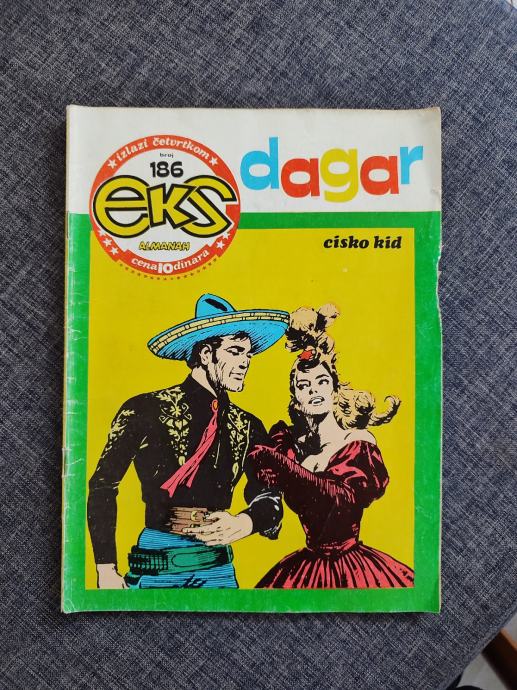 izlazi četvrtkom
broj
186
eks
ALMANAH
cena 10 dinara
dagar
cisko kid